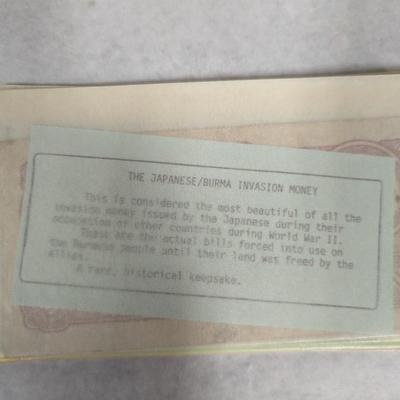 THE JAPANESE/BURMA INVASION MONEY
This is considered the most beautiful of all the
invasion money issued by the Japanese during their
occupation of other countries during World War II.
These are the actual bills forced into use on
the Burmese people until their land was freed by the
allies.
A rare, historical keepsake.